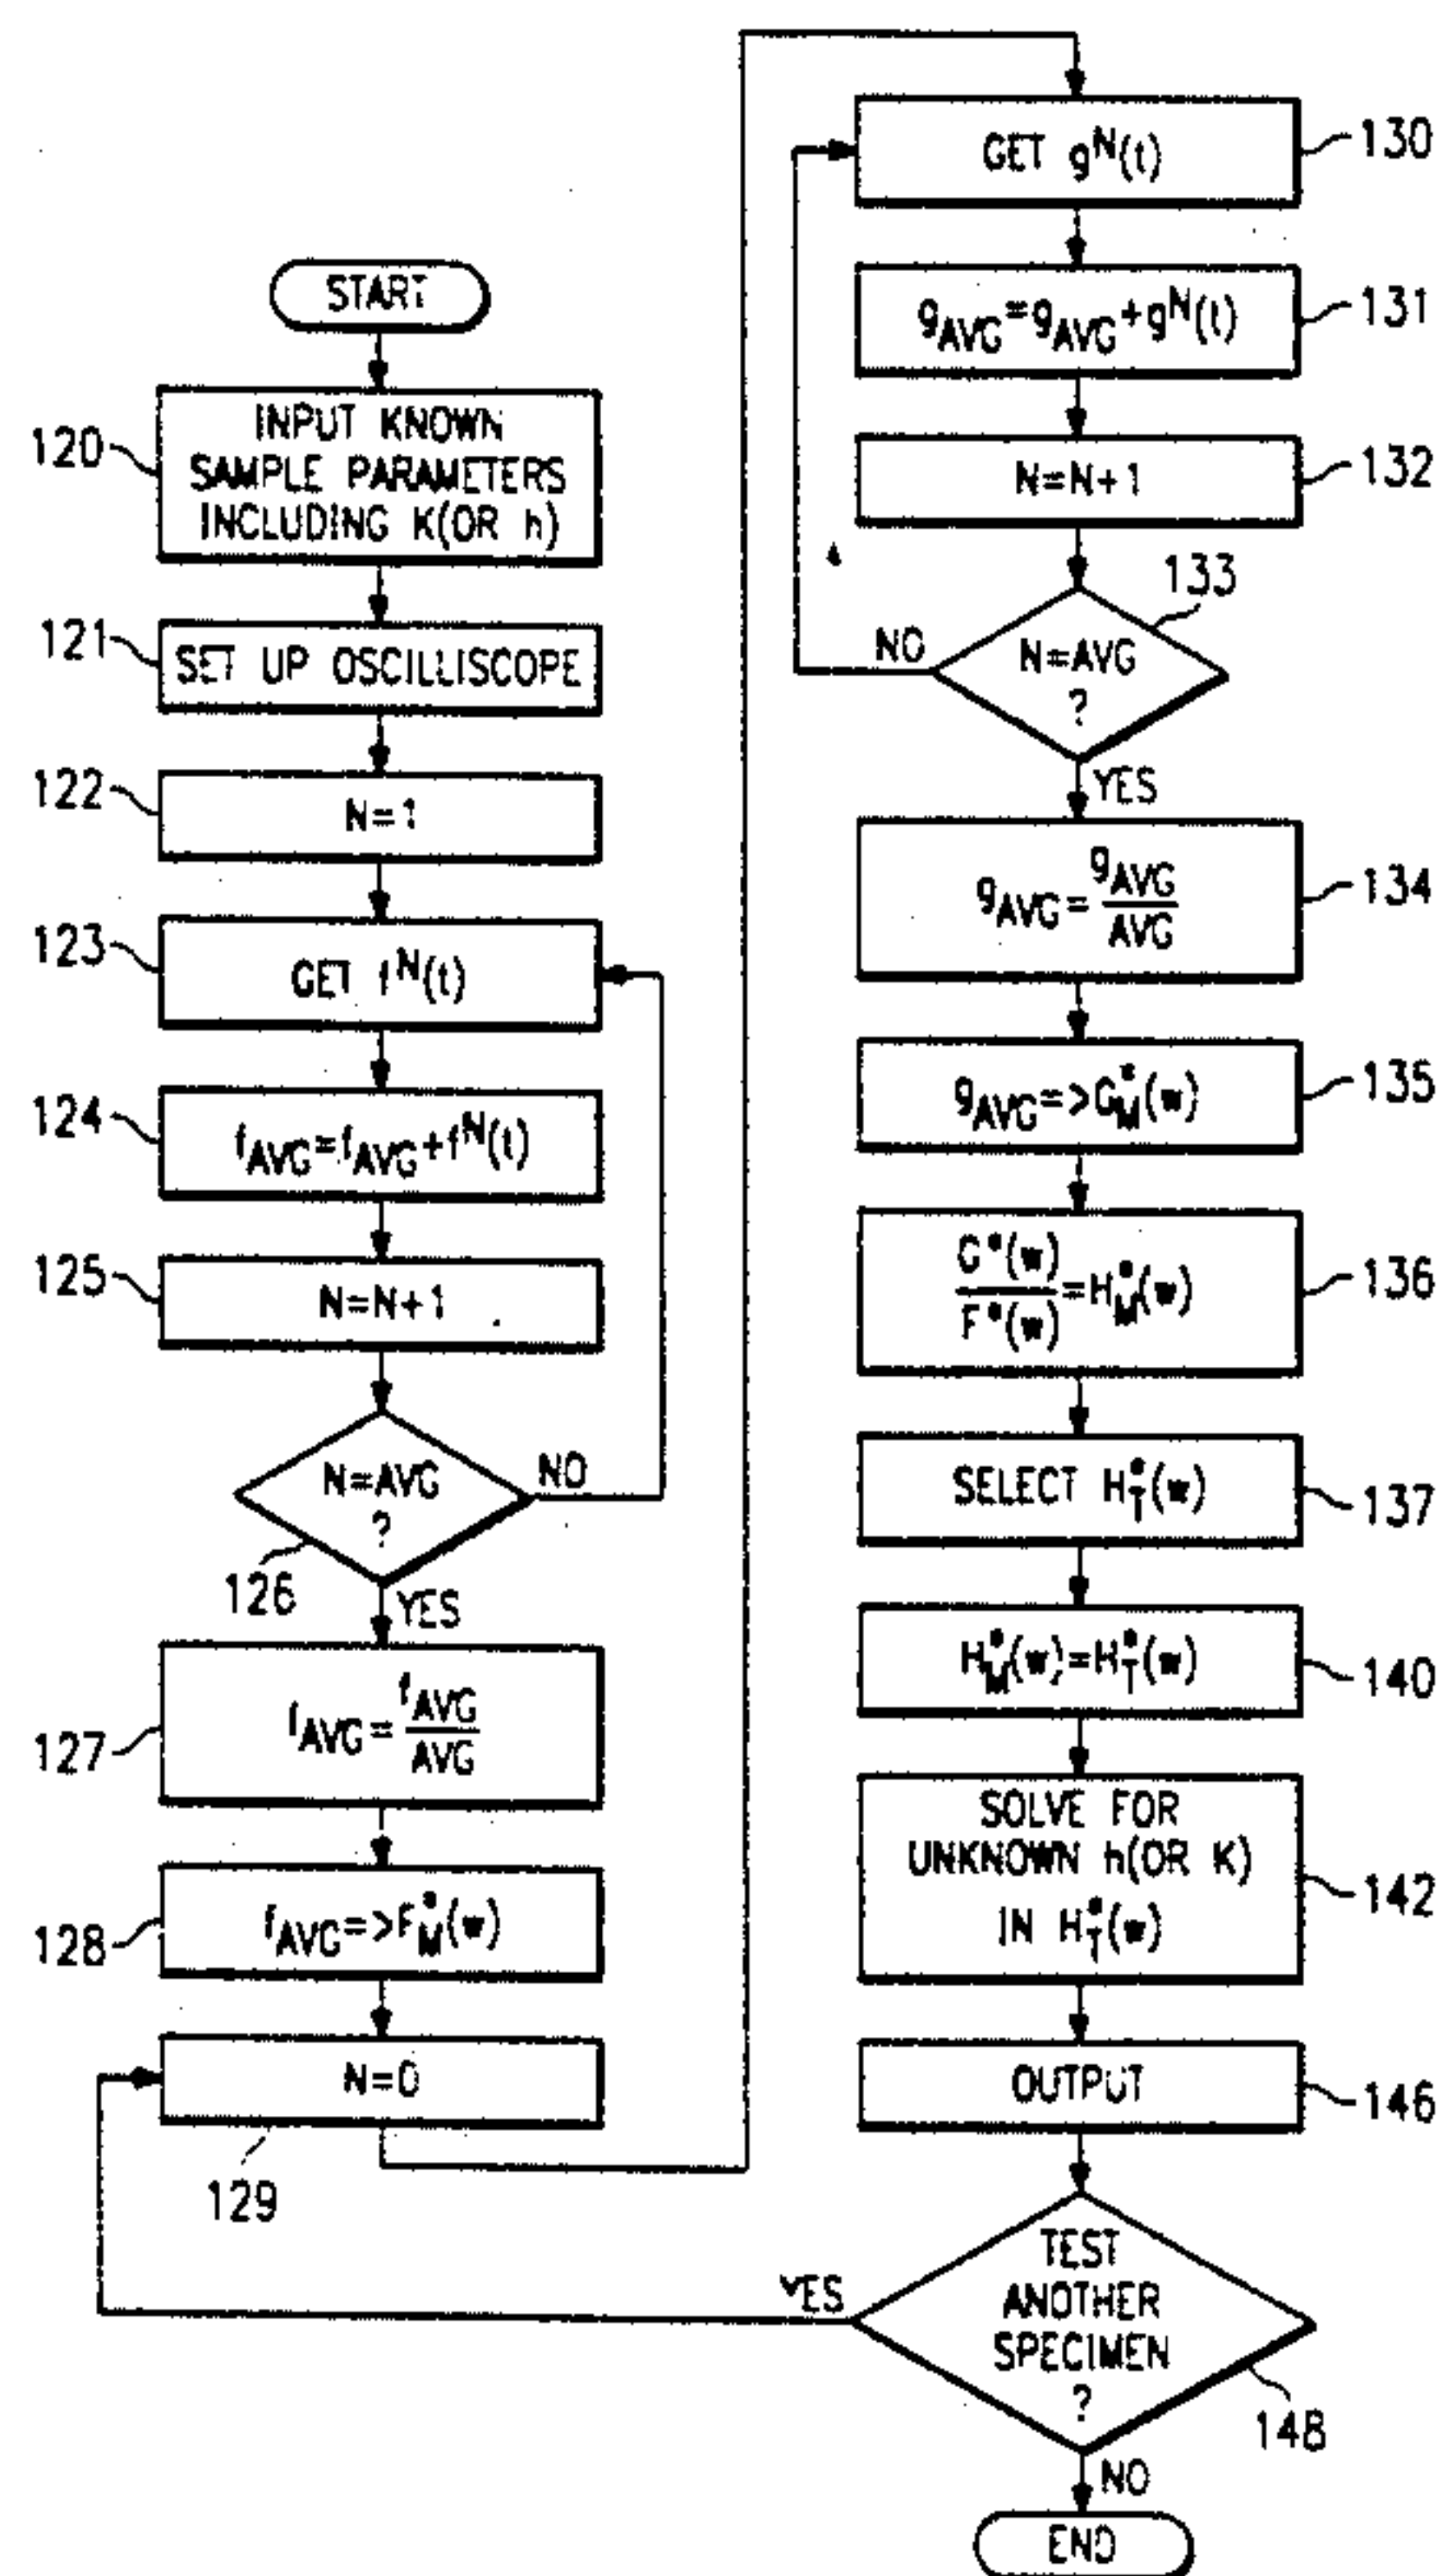 START
120
INPUT KNOWN
SAMPLE PARAMETERS
INCLUDING K(OR h)
121
SET UP OSCILLISCOPE
122
N=1
123
GET f^N(t)
124
f_AVG=f_AVG+f^N(t)
125
N=N+1
N=AVG
?
NO
126
YES
127
f_AVG=f_AVG/AVG
128
f_AVG=>F*_M(w)
N=0
129
GET g^N(t)
130
g_AVG=g_AVG+g^N(t)
131
N=N+1
132
133
NO
N=AVG
?
YES
g_AVG=g_AVG/AVG
134
g_AVG=>G*_M(w)
135
G*(w)/F*(w)=H*_M(w)
136
SELECT H*_T(w)
137
H*_M(w)=H*_T(w)
140
SOLVE FOR
UNKNOWN h(OR K)
IN H*_T(w)
142
OUTPUT
146
YES
TEST
ANOTHER
SPECIMEN
?
148
NO
END